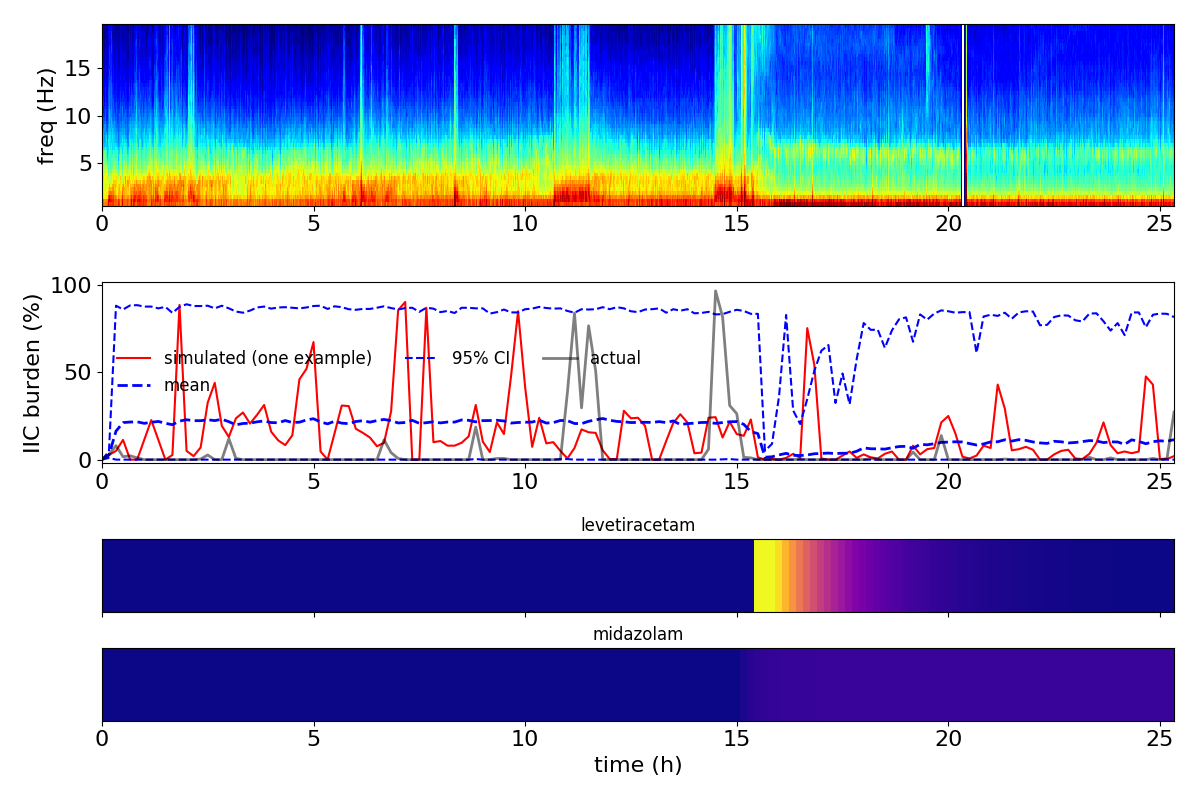 freq (Hz)
15
10
5
0 5 10 15 20 25
IIC burden (%)
100
50
0
simulated (one example) 95% CI actual
mean
0 5 10 15 20 25
levetiracetam
midazolam
0 5 10 15 20 25
time (h)